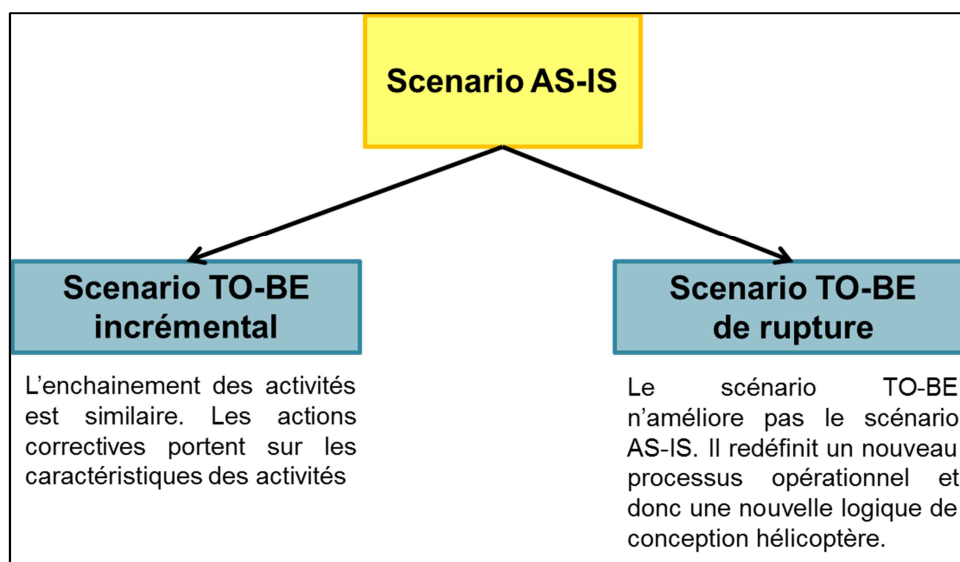 Scenario AS-IS
Scenario TO-BE
incrémental
Scenario TO-BE
de rupture
L’enchainement des activités
est similaire. Les actions
correctives portent sur les
caractéristiques des activités
Le scénario TO-BE
n’améliore pas le scénario
AS-IS. Il redéfinit un nouveau
processus opérationnel et
donc une nouvelle logique de
conception hélicoptère.